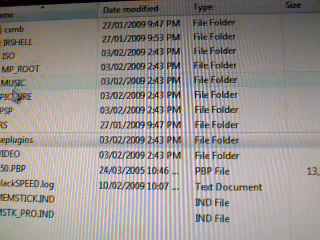 Name Date modified Type Size
cxmb 27/01/2009 9:47 PM File Folder
IRSHELL 27/01/2009 9:53 PM File Folder
ISO 03/02/2009 2:43 PM File Folder
MP_ROOT 03/02/2009 2:43 PM File Folder
MUSIC 03/02/2009 2:43 PM File Folder
PICTURE 03/02/2009 2:43 PM File Folder
PSP 03/02/2009 2:43 PM File Folder
RS 27/01/2009 9:47 PM File Folder
seplugins 03/02/2009 2:43 PM File Folder
VIDEO 03/02/2009 2:43 PM File Folder
50.PBP 24/03/2005 10:46 ... PBP File 13,
lackSPEED.log 10/02/2009 10:07 ... Text Document
MEMSTICK.IND IND File
MSTK_PRO.IND IND File